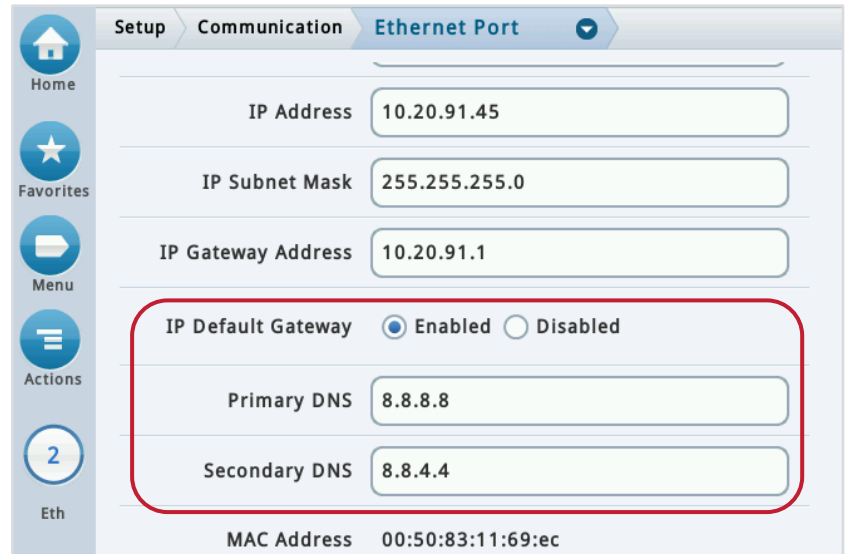 Setup Communication Ethernet Port
Home
IP Address 10.20.91.45
Favorites
IP Subnet Mask 255.255.255.0
IP Gateway Address 10.20.91.1
Menu
IP Default Gateway Enabled Disabled
Actions
Primary DNS 8.8.8.8
2
Secondary DNS 8.8.4.4
Eth
MAC Address 00:50:83:11:69:ec